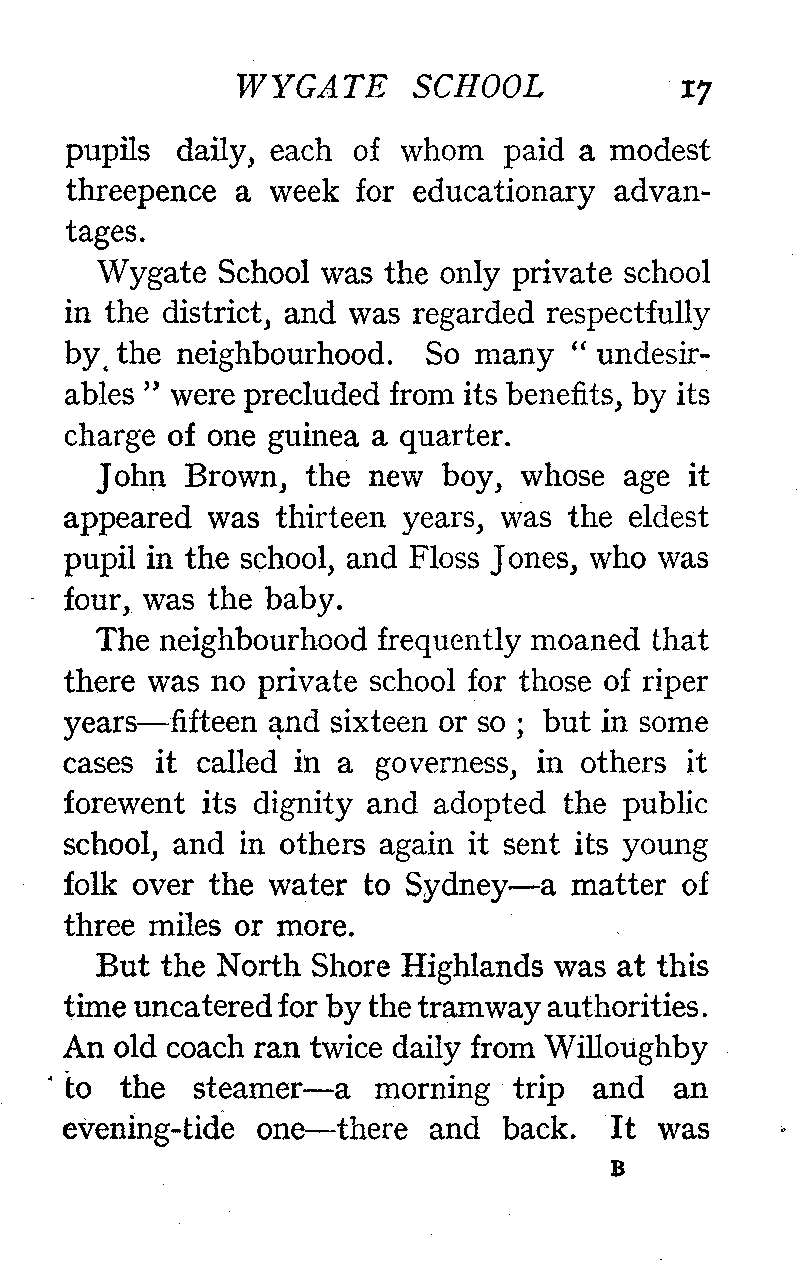 WYGATE SCHOOL 17
pupils daily, each of whom paid a modest
threepence a week for educationary advan-
tages.
Wygate School was the only private school
in the district, and was regarded respectfully
by the neighbourhood. So many “ undesir-
ables ” were precluded from its benefits, by its
charge of one guinea a quarter.
John Brown, the new boy, whose age it
appeared was thirteen years, was the eldest
pupil in the school, and Floss Jones, who was
four, was the baby.
The neighbourhood frequently moaned that
there was no private school for those of riper
years—fifteen and sixteen or so ; but in some
cases it called in a governess, in others it
forewent its dignity and adopted the public
school, and in others again it sent its young
folk over the water to Sydney—a matter of
three miles or more.
But the North Shore Highlands was at this
time uncatered for by the tramway authorities.
An old coach ran twice daily from Willoughby
to the steamer—a morning trip and an
evening-tide one—there and back. It was
B